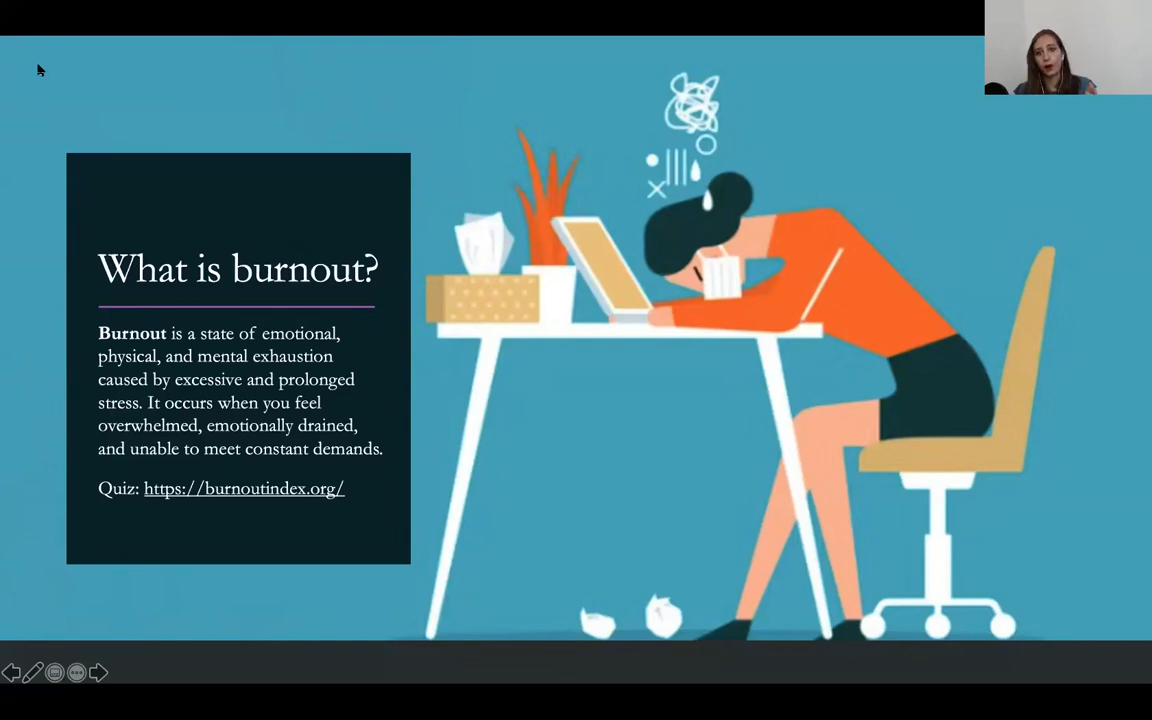 What is burnout?
Burnout is a state of emotional,
physical, and mental exhaustion
caused by excessive and prolonged
stress. It occurs when you feel
overwhelmed, emotionally drained,
and unable to meet constant demands.
Quiz: https://burnoutindex.org/